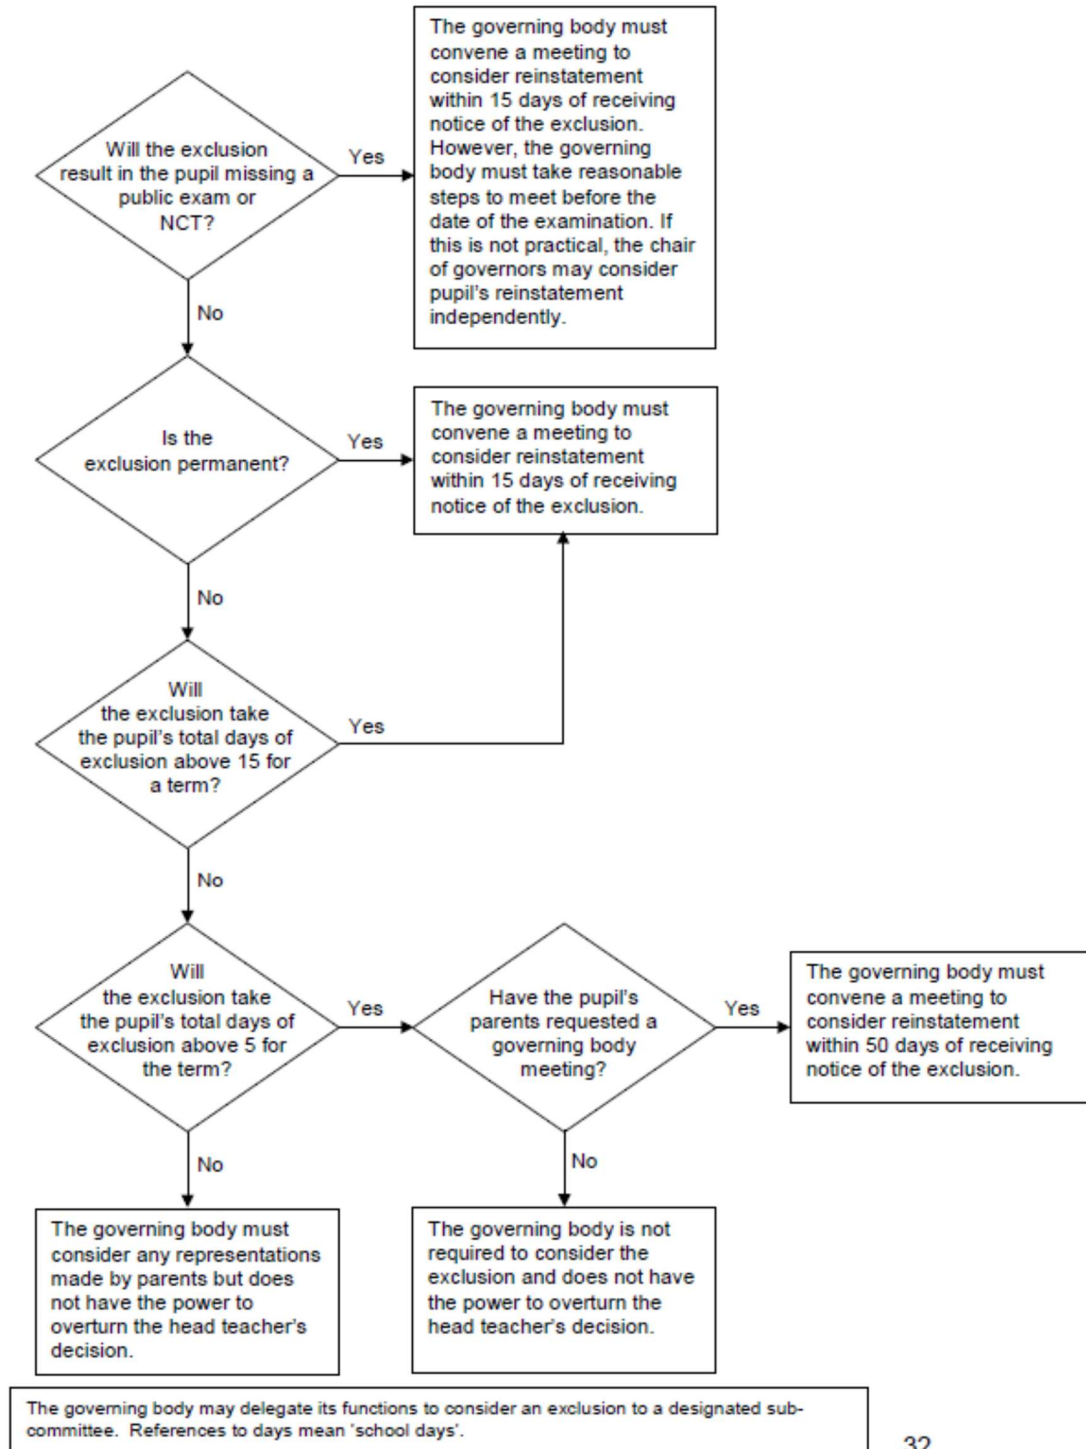 The governing body must
convene a meeting to
consider reinstatement
within 15 days of receiving
notice of the exclusion.
However, the governing
body must take reasonable
steps to meet before the
date of the examination. If
this is not practical, the chair
of governors may consider
pupil's reinstatement
independently.
Will the exclusion
result in the pupil missing a
public exam or
NCT?
Yes
No
Is the
exclusion permanent?
Yes
The governing body must
convene a meeting to
consider reinstatement
within 15 days of receiving
notice of the exclusion.
No
Will
the exclusion take
the pupil's total days of
exclusion above 15 for
a term?
Yes
No
Will
the exclusion take
the pupil's total days of
exclusion above 5 for
the term?
Yes
Have the pupil's
parents requested a
governing body
meeting?
Yes
The governing body must
convene a meeting to
consider reinstatement
within 50 days of receiving
notice of the exclusion.
No
No
The governing body must
consider any representations
made by parents but does
not have the power to
overturn the head teacher's
decision.
The governing body is not
required to consider the
exclusion and does not have
the power to overturn the
head teacher's decision.
The governing body may delegate its functions to consider an exclusion to a designated sub-
committee. References to days mean 'school days'.
32